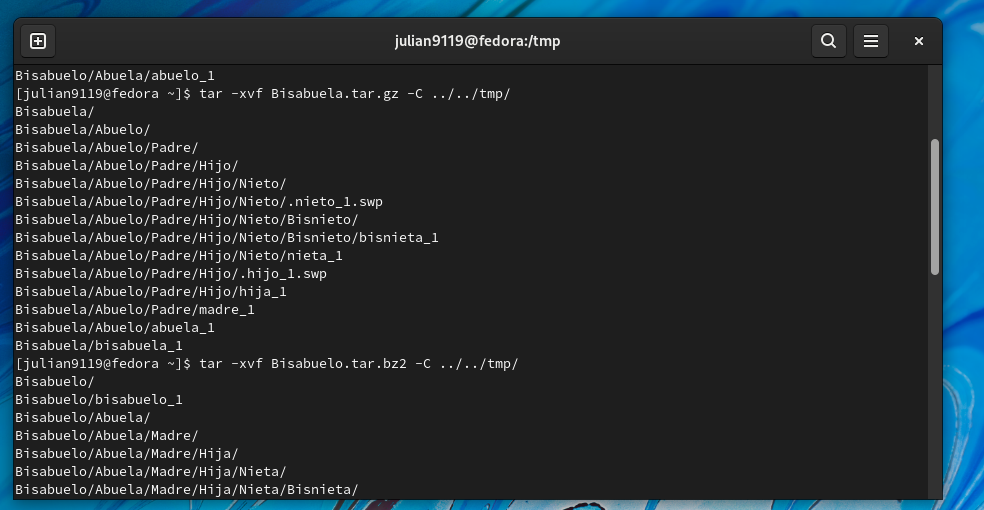 julian9119@fedora:/tmp
Bisabuelo/Abuela/abuelo_1
[julian9119@fedora ~]$ tar -xvf Bisabuela.tar.gz -C ../../tmp/
Bisabuela/
Bisabuela/Abuelo/
Bisabuela/Abuelo/Padre/
Bisabuela/Abuelo/Padre/Hijo/
Bisabuela/Abuelo/Padre/Hijo/Nieto/
Bisabuela/Abuelo/Padre/Hijo/Nieto/.nieto_1.swp
Bisabuela/Abuelo/Padre/Hijo/Nieto/Bisnieto/
Bisabuela/Abuelo/Padre/Hijo/Nieto/Bisnieto/bisnieta_1
Bisabuela/Abuelo/Padre/Hijo/Nieto/nieta_1
Bisabuela/Abuelo/Padre/Hijo/.hijo_1.swp
Bisabuela/Abuelo/Padre/Hijo/hija_1
Bisabuela/Abuelo/Padre/madre_1
Bisabuela/Abuelo/abuela_1
Bisabuela/bisabuela_1
[julian9119@fedora ~]$ tar -xvf Bisabuelo.tar.bz2 -C ../../tmp/
Bisabuelo/
Bisabuelo/bisabuelo_1
Bisabuelo/Abuela/
Bisabuelo/Abuela/Madre/
Bisabuelo/Abuela/Madre/Hija/
Bisabuelo/Abuela/Madre/Hija/Nieta/
Bisabuelo/Abuela/Madre/Hija/Nieta/Bisnieta/